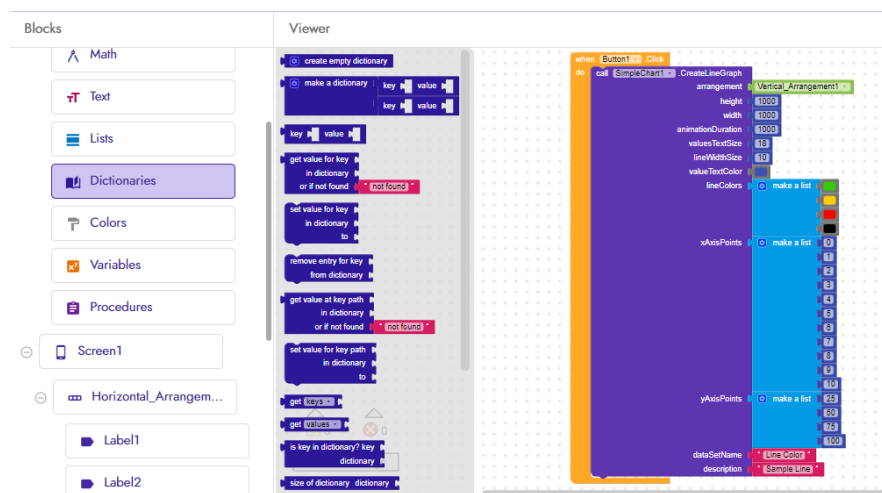 Blocks
Viewer
Math
Text
Lists
Dictionaries
Colors
Variables
Procedures
Screen1
Horizontal_Arrangem...
Label1
Label2
create empty dictionary
make a dictionary key value
key value
key value
get value for key
in dictionary
or if not found " not found "
set value for key
in dictionary
to
remove entry for key
from dictionary
get value at key path
in dictionary
or if not found " not found "
set value for key path
in dictionary
to
get keys
get values
0
is key in dictionary? key
dictionary
size of dictionary dictionary
when Button1 .Click
do call SimpleChart1 .CreateLineGraph
arrangement Vertical_Arrangement1
height 1000
width 1000
animationDuration 1000
valuesTextSize 18
lineWidthSize 10
valueTextColor
lineColors make a list
xAxisPoints make a list 0
1
2
3
4
5
6
7
8
9
10
yAxisPoints make a list 25
50
75
100
dataSetName " Line Color "
description " Sample Line "